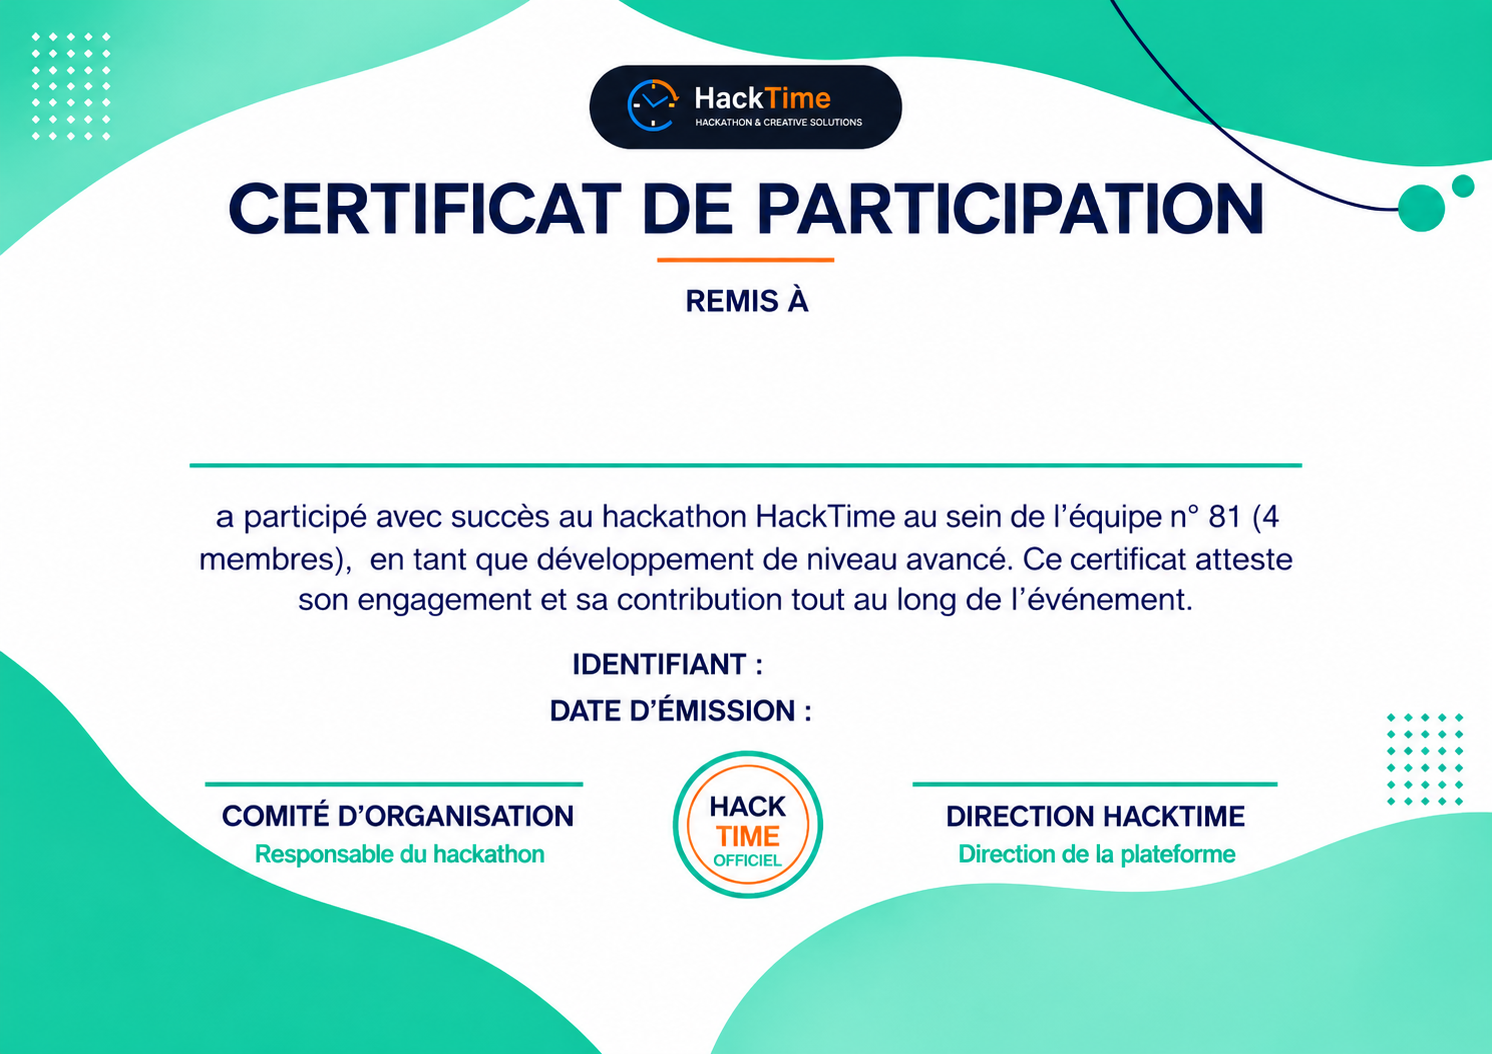 HackTime
HACKATHON & CREATIVE SOLUTIONS
CERTIFICAT DE PARTICIPATION
REMIS À
a participé avec succès au hackathon HackTime au sein de l’équipe n° 81 (4
membres),  en tant que développement de niveau avancé. Ce certificat atteste
son engagement et sa contribution tout au long de l’événement.
IDENTIFIANT :
DATE D’ÉMISSION :
COMITÉ D’ORGANISATION
Responsable du hackathon
HACK
TIME
OFFICIEL
DIRECTION HACKTIME
Direction de la plateforme